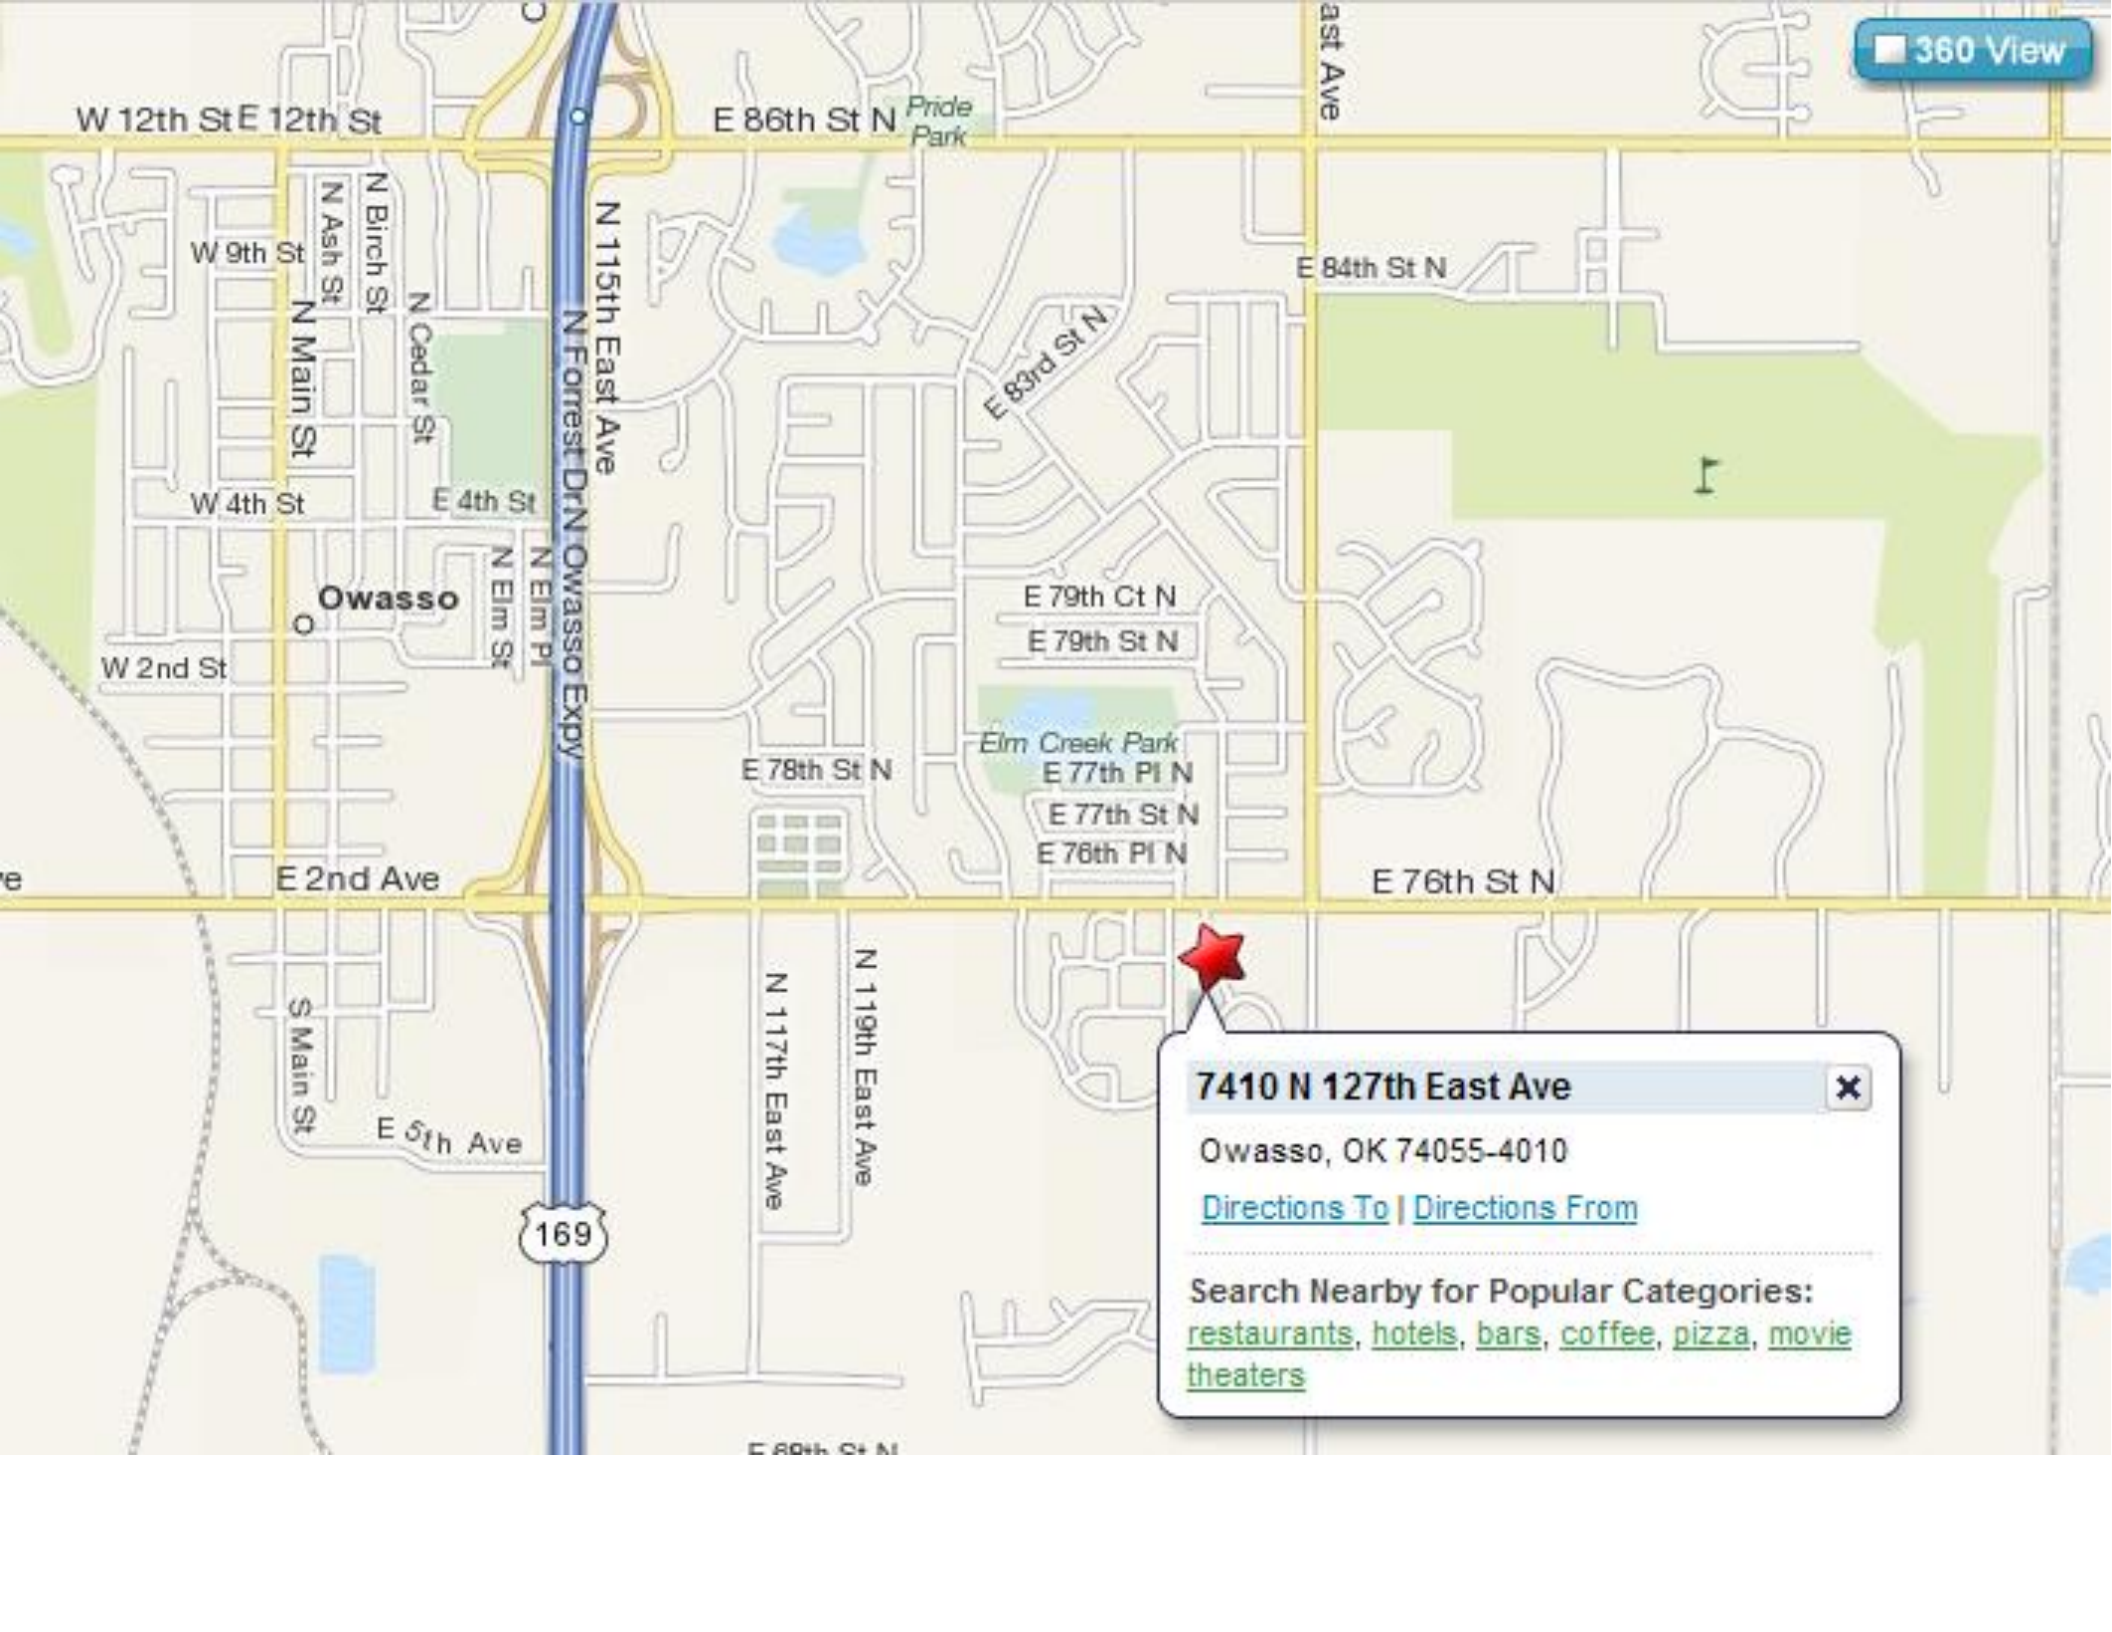 ast Ave
360 View
W 12th St
E 12th St
E 86th St N
Pride
Park
N Ash St
N Birch St
W 9th St
N 115th East Ave
E 84th St N
N Main St
N Cedar St
N Forrest Dr
E 83rd St N
W 4th St
E 4th St
N Owasso Expy
N Elm St
N Elm Pl
Owasso
E 79th Ct N
E 79th St N
W 2nd St
Elm Creek Park
E 78th St N
E 77th Pl N
E 77th St N
E 76th Pl N
ve
E 2nd Ave
E 76th St N
S Main St
N 117th East Ave
N 119th East Ave
E 5th Ave
169
7410 N 127th East Ave
Owasso, OK 74055-4010
Directions To | Directions From
Search Nearby for Popular Categories:
restaurants, hotels, bars, coffee, pizza, movie
theaters